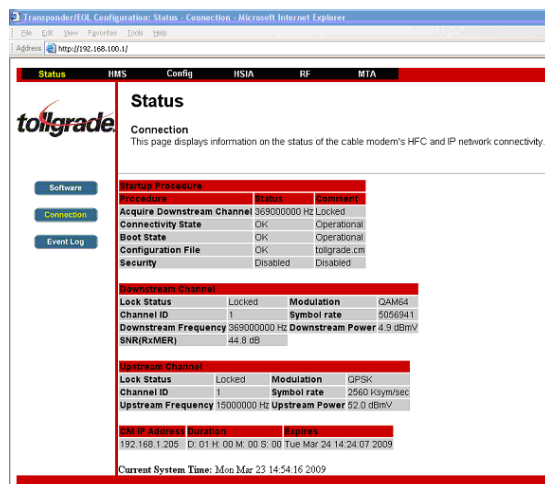 Transponder/EOL Configuration: Status - Connection - Microsoft Internet Explorer
File Edit View Favorites Tools Help
Address http://192.168.100.1/
Status HMS Config HSIA RF MTA
tollgrade
Status
Connection
This page displays information on the status of the cable modem's HFC and IP network connectivity.
Software
Connection
Event Log
Startup Procedure
Procedure Status Comment
Acquire Downstream Channel 369000000 Hz Locked
Connectivity State OK Operational
Boot State OK Operational
Configuration File OK tollgrade.cm
Security Disabled Disabled
Downstream Channel
Lock Status Locked Modulation QAM64
Channel ID 1 Symbol rate 5056941
Downstream Frequency 369000000 Hz Downstream Power 4.9 dBmV
SNR(RxMER) 44.8 dB
Upstream Channel
Lock Status Locked Modulation QPSK
Channel ID 1 Symbol rate 2560 Ksym/sec
Upstream Frequency 15000000 Hz Upstream Power 52.0 dBmV
CM IP Address Duration Expires
192.168.1.205 D: 01 H: 00 M: 00 S: 00 Tue Mar 24 14:24:07 2009
Current System Time: Mon Mar 23 14:54:16 2009